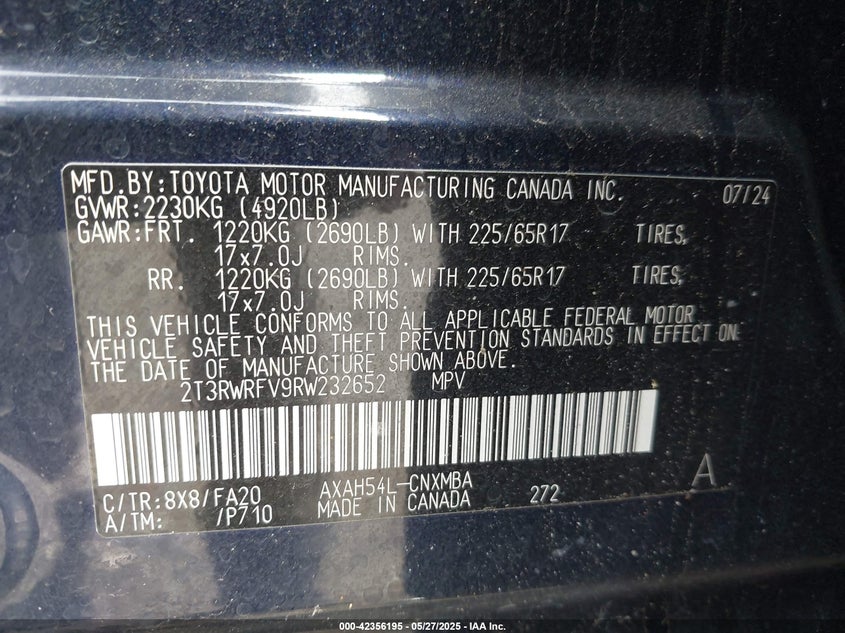 MFD.BY:TOYOTA MOTOR MANUFACTURING CANADA INC. 07/24
GVWR:2230KG (4920LB)
GAWR:FRT. 1220KG (2690LB) WITH 225/65R17 TIRES,
17x7.0J RIMS.
RR. 1220KG (2690LB) WITH 225/65R17 TIRES,
17x7.0J RIMS.
THIS VEHICLE CONFORMS TO ALL APPLICABLE FEDERAL MOTOR
VEHICLE SAFETY AND THEFT PREVENTION STANDARDS IN EFFECT ON
THE DATE OF MANUFACTURE SHOWN ABOVE.
2T3RWRFV9RW232652 MPV
C/TR:8X8/FA20 AXAH54L-CNXMBA 272 A
A/TM: /P710 MADE IN CANADA
000-42356195 - 05/27/2025 - IAA Inc.